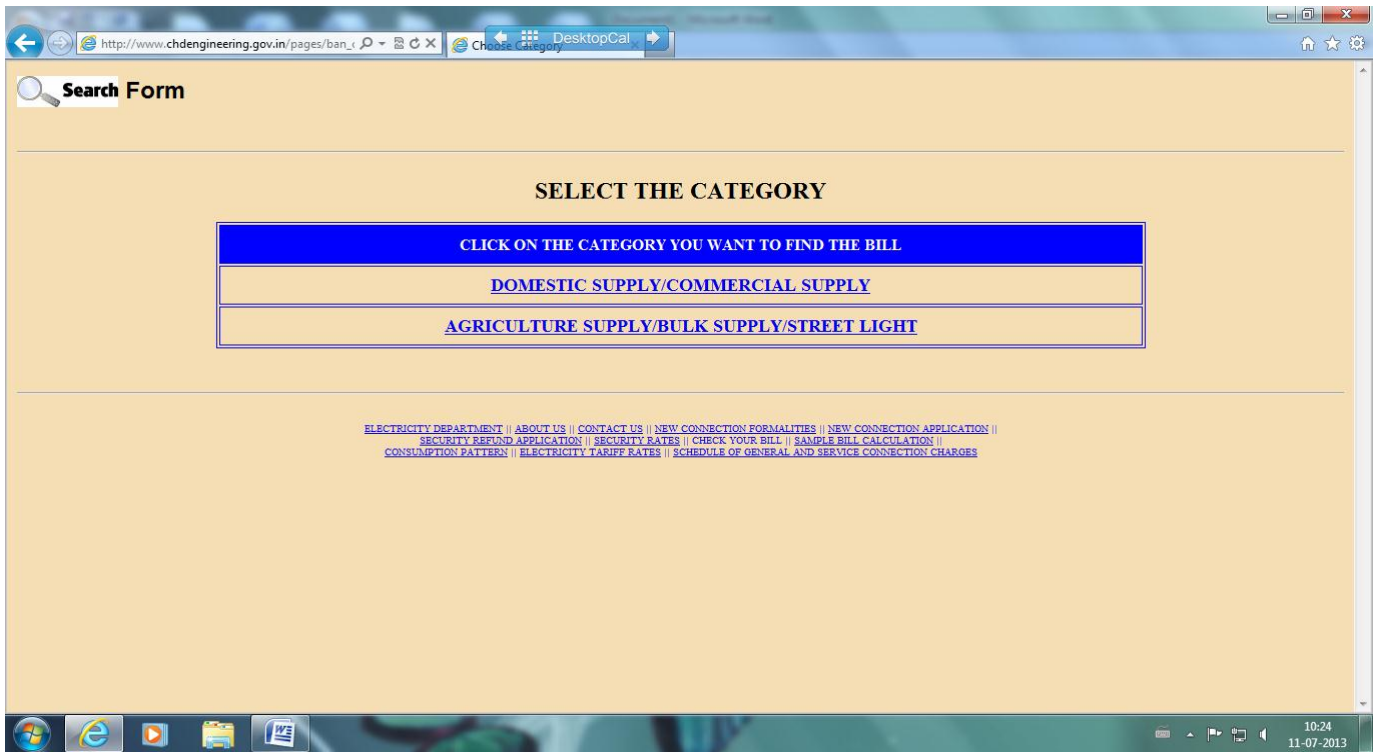 Document1 - Microsoft Word
http://www.chdengineering.gov.in/pages/ban_
DesktopCal
Search Form
SELECT THE CATEGORY
CLICK ON THE CATEGORY YOU WANT TO FIND THE BILL
DOMESTIC SUPPLY/COMMERCIAL SUPPLY
AGRICULTURE SUPPLY/BULK SUPPLY/STREET LIGHT
ELECTRICITY DEPARTMENT || ABOUT US || CONTACT US || NEW CONNECTION FORMALITIES || NEW CONNECTION APPLICATION ||
SECURITY REFUND APPLICATION || SECURITY RATES || CHECK YOUR BILL || SAMPLE BILL CALCULATION ||
CONSUMPTION PATTERN || ELECTRICITY TARIFF RATES || SCHEDULE OF GENERAL AND SERVICE CONNECTION CHARGES
10:24
11-07-2013